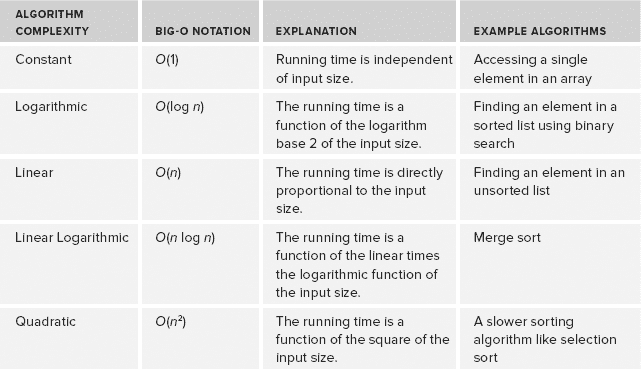 ALGORITHM
COMPLEXITY
BIG-O NOTATION
EXPLANATION
EXAMPLE ALGORITHMS
Constant
O(1)
Running time is independent
of input size.
Accessing a single
element in an array
Logarithmic
O(log n)
The running time is a
function of the logarithm
base 2 of the input size.
Finding an element in a
sorted list using binary
search
Linear
O(n)
The running time is directly
proportional to the input
size.
Finding an element in an
unsorted list
Linear Logarithmic
O(n log n)
The running time is a
function of the linear times
the logarithmic function of
the input size.
Merge sort
Quadratic
O(n²)
The running time is a
function of the square of the
input size.
A slower sorting
algorithm like selection
sort